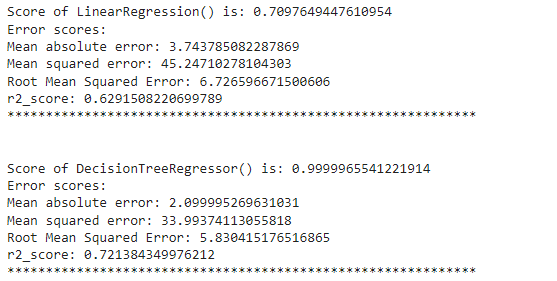 Score of LinearRegression() is: 0.7097649447610954
Error scores:
Mean absolute error: 3.743785082287869
Mean squared error: 45.24710278104303
Root Mean Squared Error: 6.726596671500606
r2_score: 0.6291508220699789
*************************************************************
Score of DecisionTreeRegressor() is: 0.9999965541221914
Error scores:
Mean absolute error: 2.099995269631031
Mean squared error: 33.99374113055818
Root Mean Squared Error: 5.830415176516865
r2_score: 0.721384349976212
*************************************************************